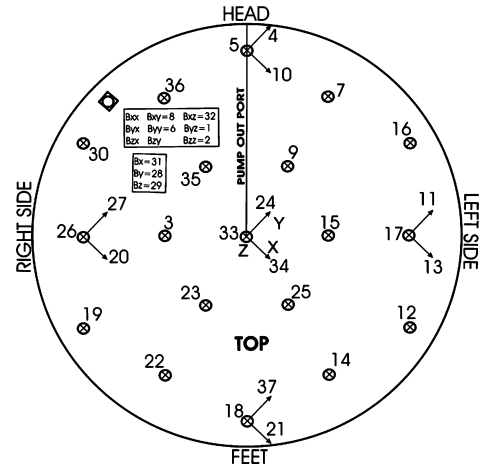 HEAD
4
5
10
36
7
PUMP OUT PORT
Bxx Bxy=8 Bxz=32
Byx Byy=6 Byz=1
Bzx Bzy Bzz=2
16
30
9
Bx=31
By=28
Bz=29
35
RIGHT SIDE
LEFT SIDE
27
24
11
Y
26
3
33
15
17
Z X
20
34
13
19
23
25
12
TOP
22
14
37
18
21
FEET